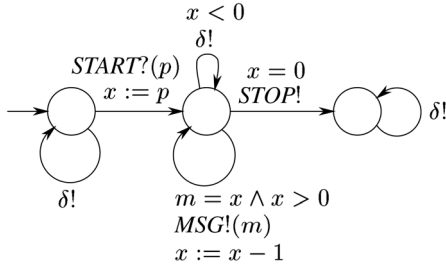 x < 0
δ!
START?(p)
x := p
x = 0
STOP!
δ!
δ!
m = x ∧ x > 0
MSG!(m)
x := x − 1